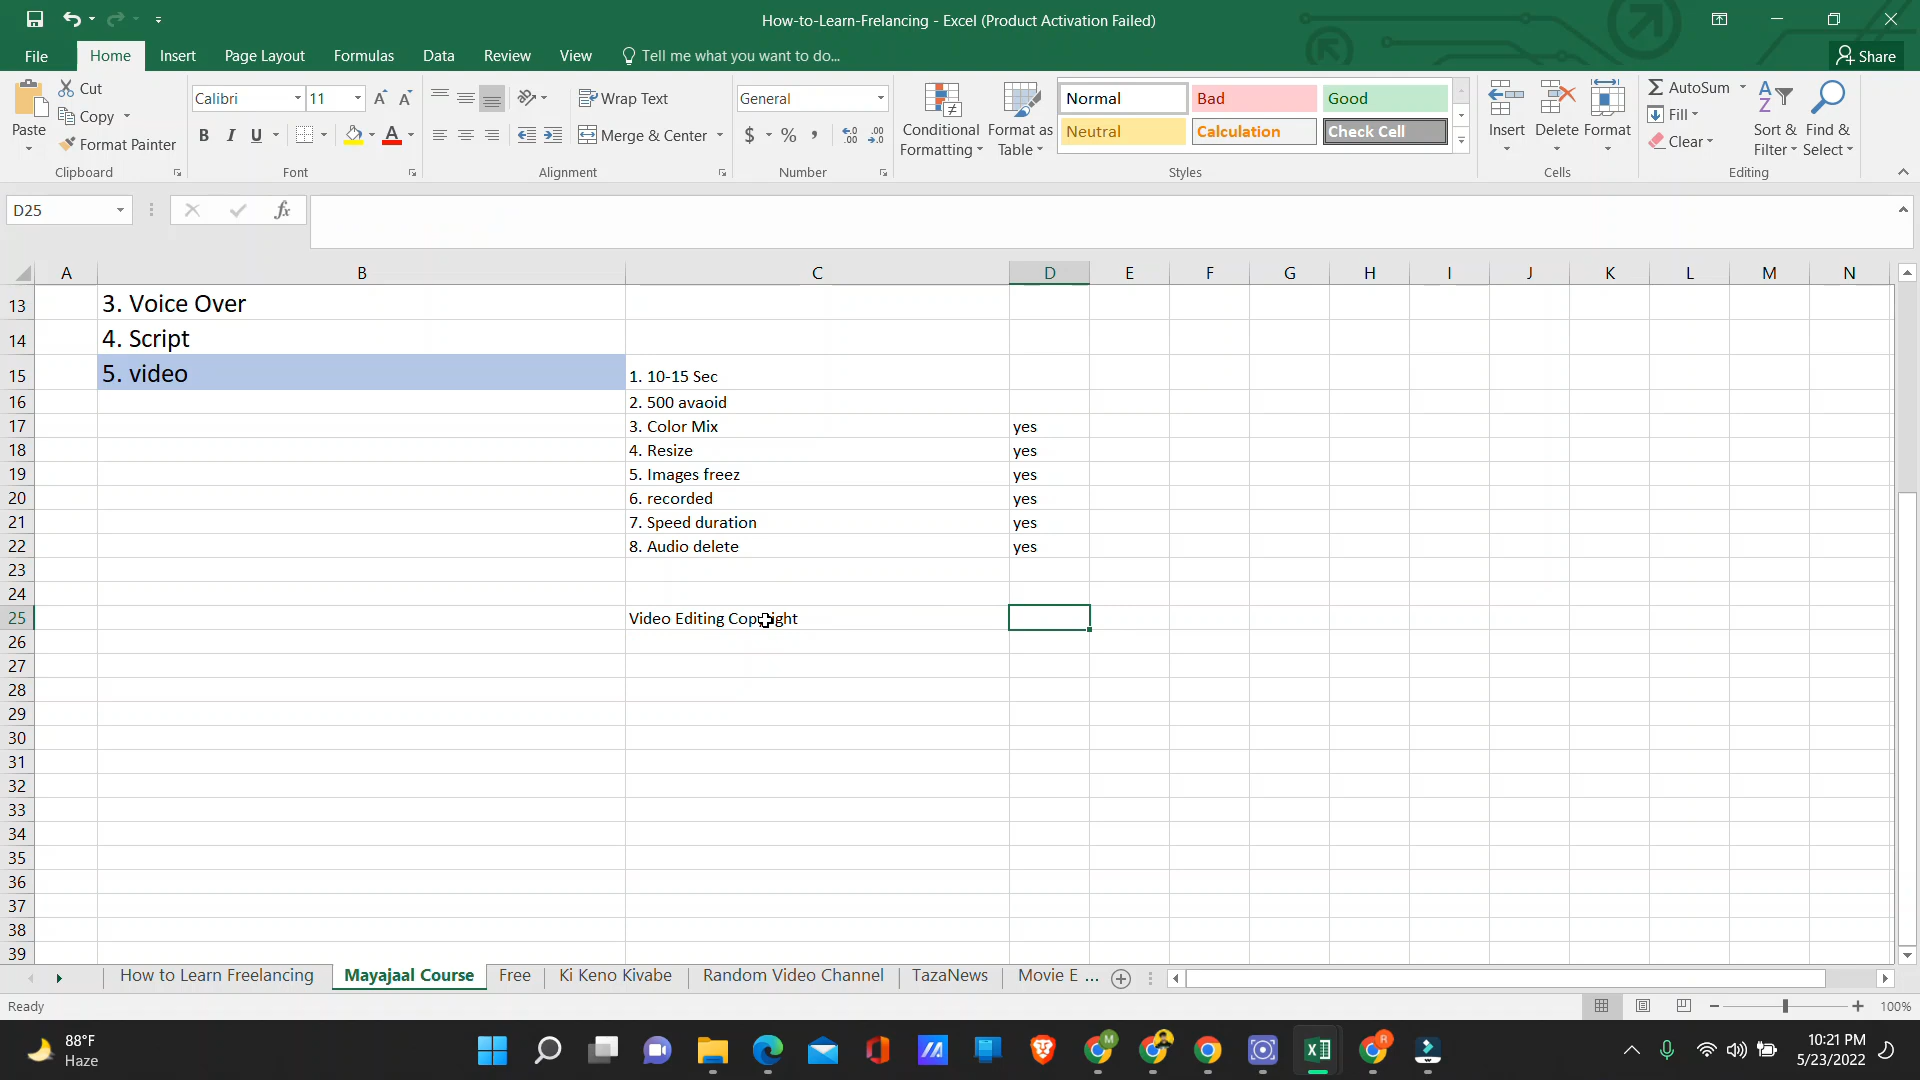 How-to-Learn-Frelancing - Excel (Product Activation Failed)
File Home Insert Page Layout Formulas Data Review View Tell me what you want to do... Share
Paste
Cut
Copy
Format Painter
Clipboard
Calibri 11
B I U
Font
Wrap Text
Merge & Center
Alignment
General
$ % ,
Number
Conditional Formatting
Format as Table
Normal Bad Good
Neutral Calculation Check Cell
Styles
Insert Delete Format
Cells
AutoSum
Fill
Clear
Sort & Filter
Find & Select
Editing
D25
fx
A B C D E F G H I J K L M N
13 3. Voice Over
14 4. Script
15 5. video 1. 10-15 Sec
16 2. 500 avaoid
17 3. Color Mix yes
18 4. Resize yes
19 5. Images freez yes
20 6. recorded yes
21 7. Speed duration yes
22 8. Audio delete yes
23
24
25 Video Editing Copyright
26
27
28
29
30
31
32
33
34
35
36
37
38
39
How to Learn Freelancing Mayajaal Course Free Ki Keno Kivabe Random Video Channel TazaNews Movie E ...
Ready
100%
88°F
Haze
10:21 PM
5/23/2022